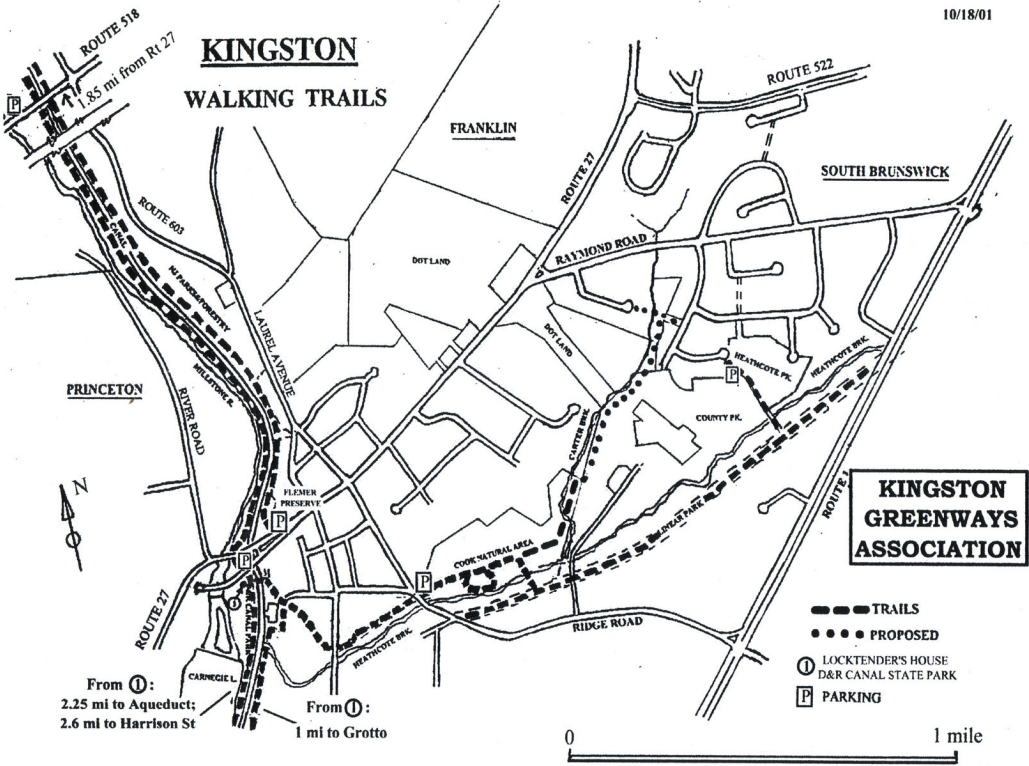 10/18/01
KINGSTON
WALKING TRAILS
ROUTE 518
1.85 mi from Rt 27
P
FRANKLIN
ROUTE 522
ROUTE 27
SOUTH BRUNSWICK
ROUTE 603
CANAL
NJ PARKS&FORESTRY
RAYMOND ROAD
DOT LAND
LAUREL AVENUE
DOT LAND
MILLSTONE R.
PRINCETON
RIVER ROAD
HEATHCOTE PK.
HEATHCOTE BRK.
P
COUNTY PK.
CARTER BRK.
N
FLEMER
PRESERVE
P
LINEAR PARK
ROUTE 1
KINGSTON
GREENWAYS
ASSOCIATION
P
COOK NATURAL AREA
P
1
ROUTE 27
HEATHCOTE BRK.
RIDGE ROAD
CARNEGIE L.
TRAILS
PROPOSED
1 LOCKTENDER'S HOUSE
D&R CANAL STATE PARK
P PARKING
From 1:
2.25 mi to Aqueduct;
2.6 mi to Harrison St
From 1:
1 mi to Grotto
0 1 mile